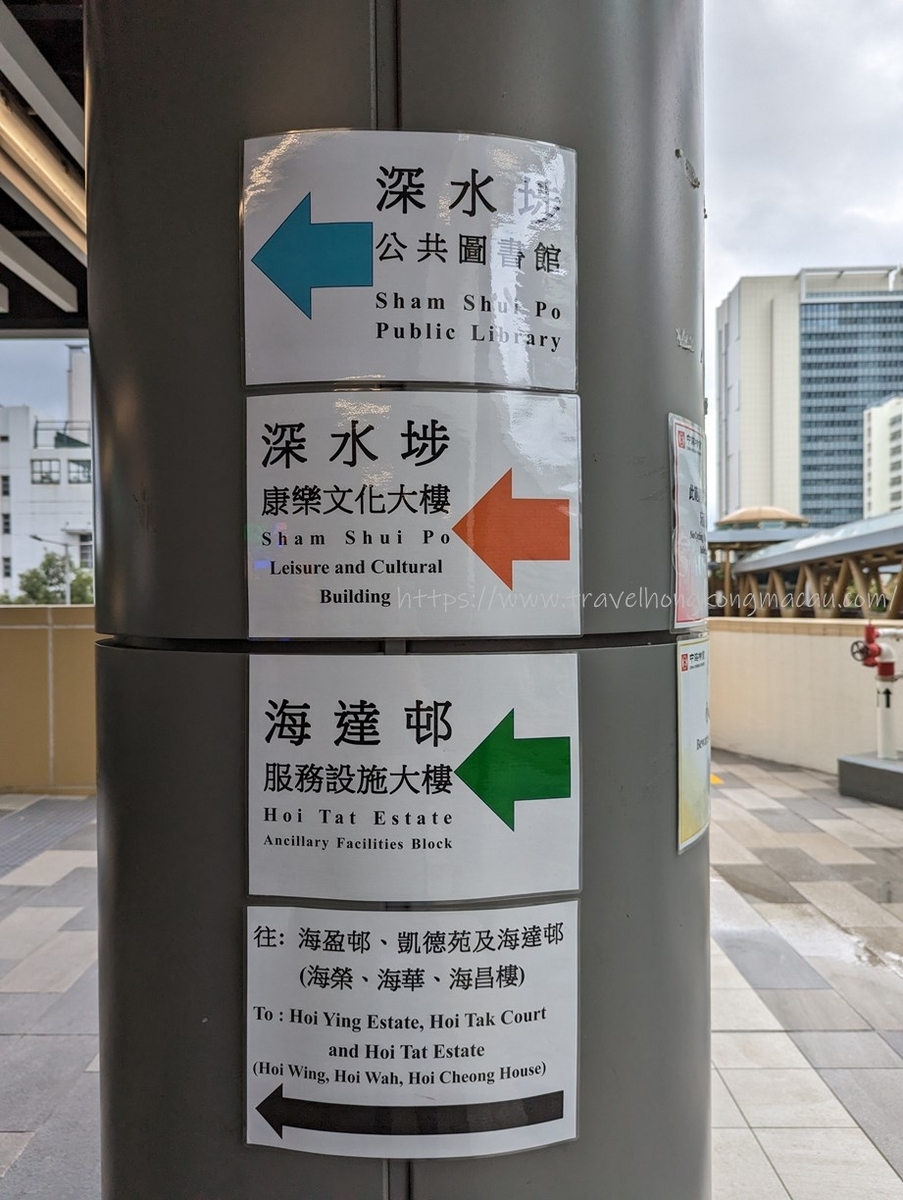 深水埗
公共圖書館
Sham Shui Po
Public Library
深水埗
康樂文化大樓
Sham Shui Po
Leisure and Cultural
Building
https://www.travelhongkongmacau.com/
海達邨
服務設施大樓
Hoi Tat Estate
Ancillary Facilities Block
往: 海盈邨、凱德苑及海達邨
(海榮、海華、海昌樓)
To : Hoi Ying Estate, Hoi Tak Court
and Hoi Tat Estate
(Hoi Wing, Hoi Wah, Hoi Cheong House)